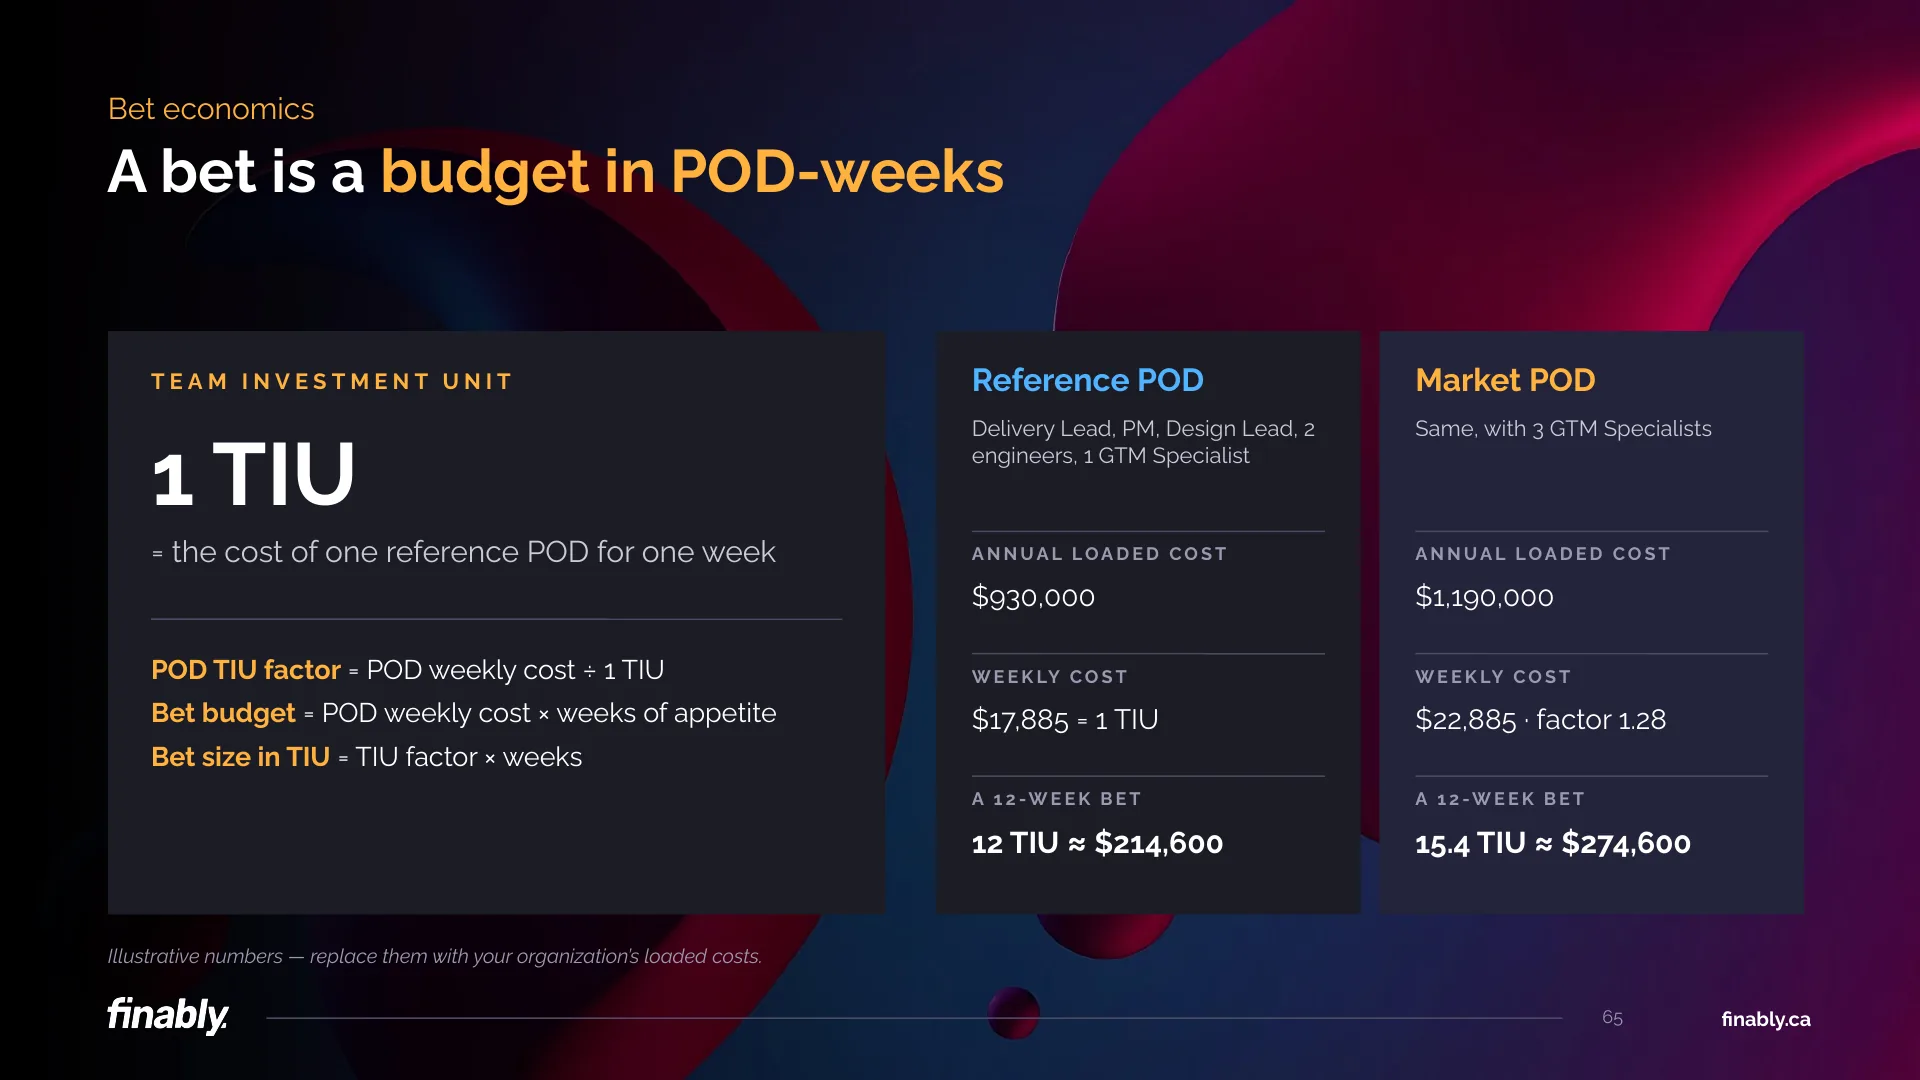 Bet economics
A bet is a budget in POD-weeks
TEAM INVESTMENT UNIT
1 TIU
= the cost of one reference POD for one week
POD TIU factor = POD weekly cost ÷ 1 TIU
Bet budget = POD weekly cost × weeks of appetite
Bet size in TIU = TIU factor × weeks
Reference POD
Delivery Lead, PM, Design Lead, 2
engineers, 1 GTM Specialist
ANNUAL LOADED COST
$930,000
WEEKLY COST
$17,885 = 1 TIU
A 12-WEEK BET
12 TIU ≈ $214,600
Market POD
Same, with 3 GTM Specialists
ANNUAL LOADED COST
$1,190,000
WEEKLY COST
$22,885 · factor 1.28
A 12-WEEK BET
15.4 TIU ≈ $274,600
Illustrative numbers — replace them with your organization’s loaded costs.
finably.
65
finably.ca